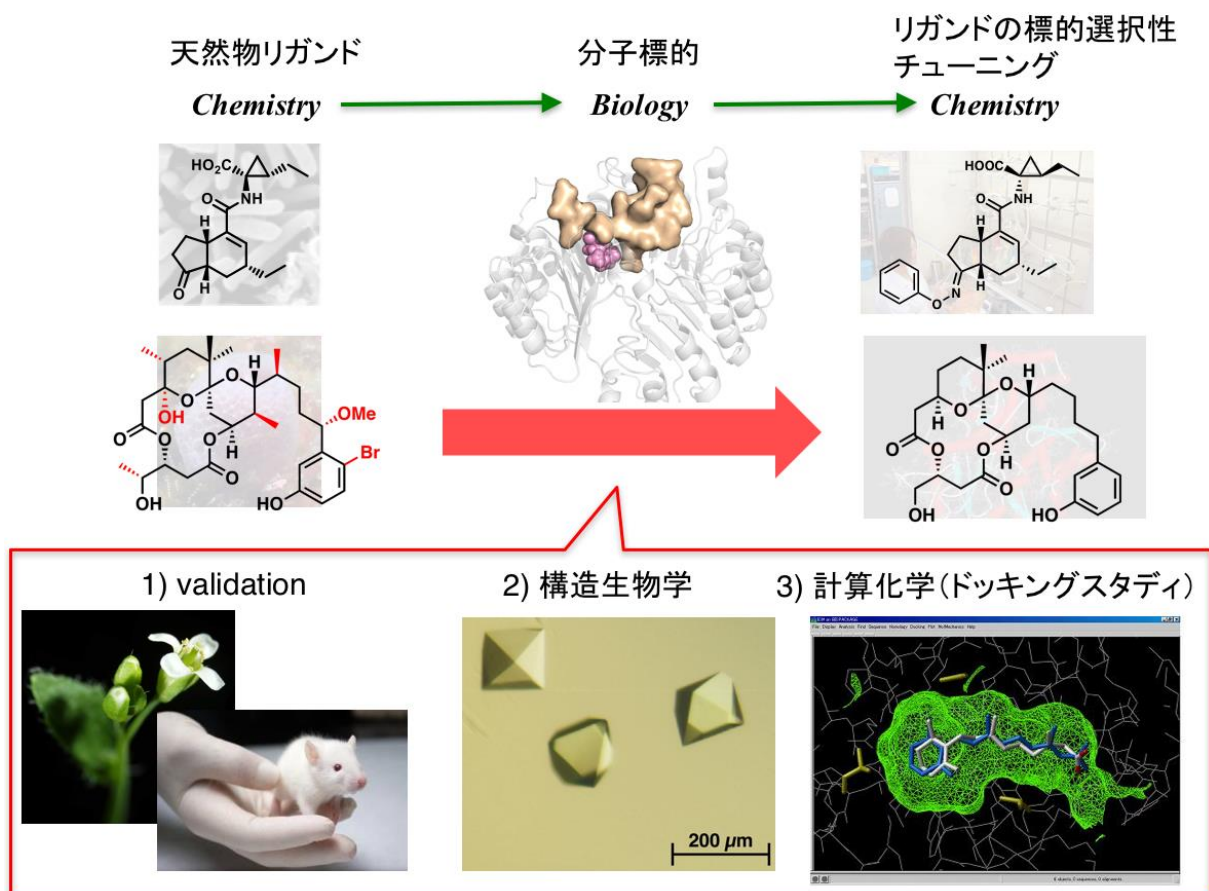 天然物リガンド
分子標的
リガンドの標的選択性
チューニング
Chemistry
Biology
Chemistry
HO₂C
NH
O
H
H
O
HOOC
NH
O
H
H
N
O
H
O
O
OH
OMe
O
O
O
H
Br
O
OH
HO
H
O
O
O
O
O
H
O
OH
HO
1) validation
2) 構造生物学
3) 計算化学（ドッキングスタディ）
200 µm